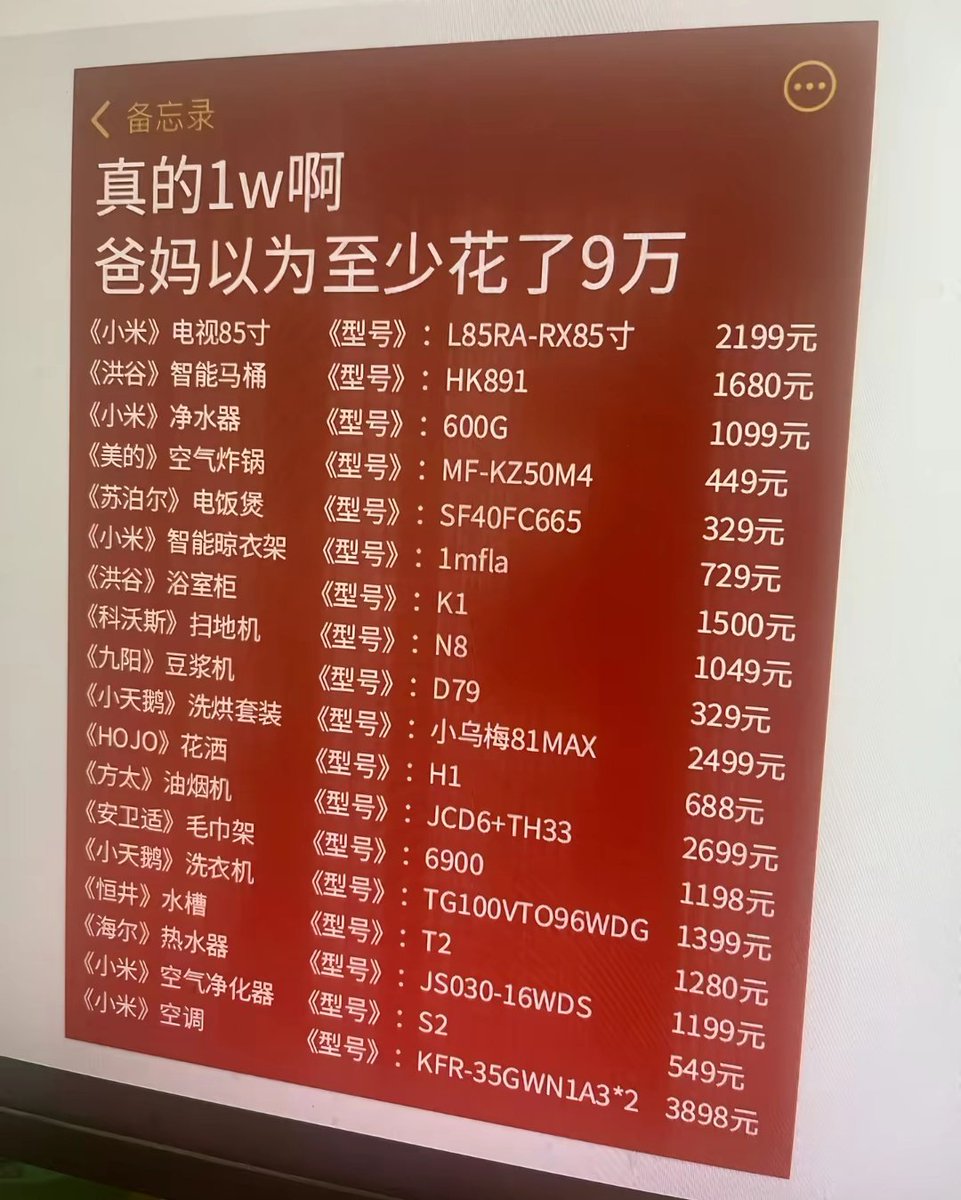 备忘录
真的1w啊
爸妈以为至少花了9万
《小米》电视85寸 《型号》：L85RA-RX85寸 2199元
《洪谷》智能马桶 《型号》：HK891 1680元
《小米》净水器 《型号》：600G 1099元
《美的》空气炸锅 《型号》：MF-KZ50M4 449元
《苏泊尔》电饭煲 《型号》：SF40FC665 329元
《小米》智能晾衣架 《型号》：1mfla 729元
《洪谷》浴室柜 《型号》：K1 1500元
《科沃斯》扫地机 《型号》：N8 1049元
《九阳》豆浆机 《型号》：D79 329元
《小天鹅》洗烘套装 《型号》：小乌梅81MAX 2499元
《HOJO》花洒 《型号》：H1 688元
《方太》油烟机 《型号》：JCD6+TH33 2699元
《安卫适》毛巾架 《型号》：6900 1198元
《小天鹅》洗衣机 《型号》：TG100VTO96WDG 1399元
《恒井》水槽 《型号》：T2 1280元
《海尔》热水器 《型号》：JS030-16WDS 1199元
《小米》空气净化器 《型号》：S2 549元
《小米》空调 《型号》：KFR-35GWN1A3*2 3898元